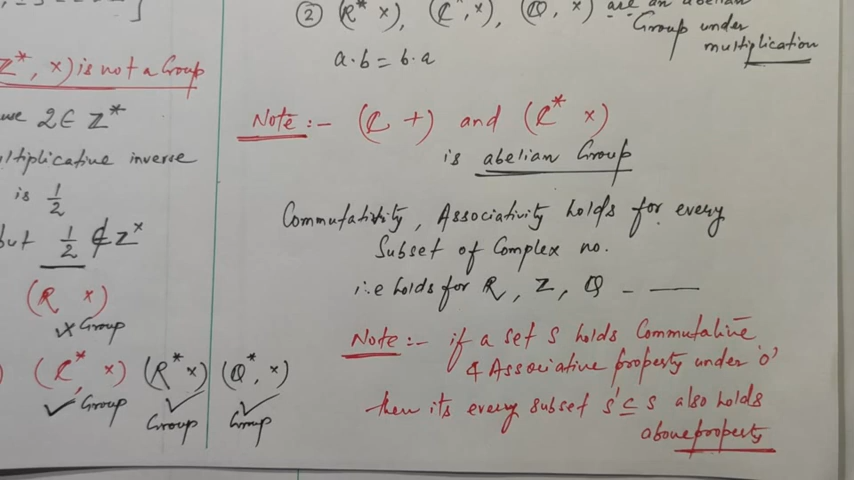 Z*, x) is not a Group
use 2 ∈ Z*
ltiplicative inverse
is 1/2
but 1/2 ∉ Z*
(R x)
x Group
(C*, x) (R* x) (Q*, x)
✓ Group ✓ Group ✓ Group
② (R* x), (C*, x), (Q, x) are an abelian
Group under
multiplication
a·b = b·a
Note :- (C +) and (C* x)
is abelian Group
Commutativity, Associativity holds for every
Subset of Complex no.
i.e holds for R, Z, Q - —
Note :- if a set S holds Commutative
& Associative property under 'o'
then its every subset S' ⊆ S also holds
above property